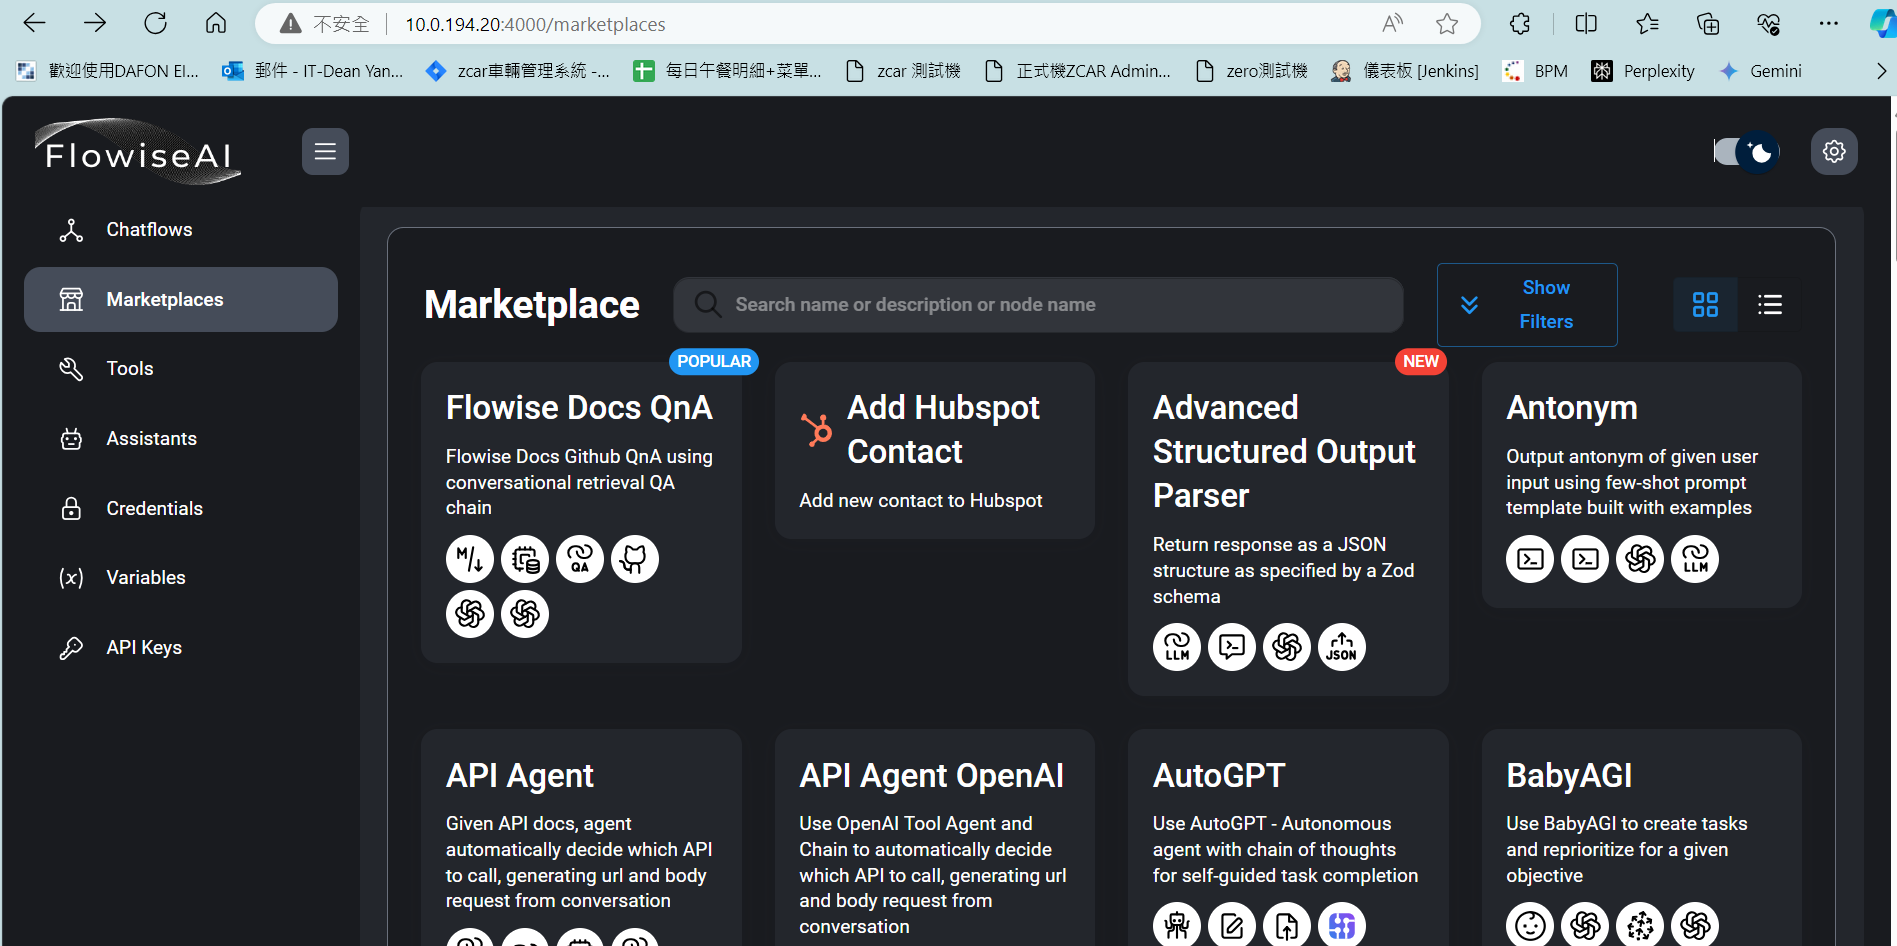 不安全 10.0.194.20:4000/marketplaces
歡迎使用DAFON EI... 郵件 - IT-Dean Yan... zcar車輛管理系統 -... 每日午餐明細+菜單... zcar 測試機 正式機ZCAR Admin... zero測試機 儀表板 [Jenkins] BPM Perplexity Gemini
FlowiseAI
Chatflows
Marketplaces
Tools
Assistants
Credentials
Variables
API Keys
Marketplace
Search name or description or node name
Show
Filters
POPULAR
Flowise Docs QnA
Flowise Docs Github QnA using
conversational retrieval QA
chain
M
QA
Add Hubspot
Contact
Add new contact to Hubspot
NEW
Advanced
Structured Output
Parser
Return response as a JSON
structure as specified by a Zod
schema
LLM
JSON
Antonym
Output antonym of given user
input using few-shot prompt
template built with examples
LLM
API Agent
Given API docs, agent
automatically decide which API
to call, generating url and body
request from conversation
API Agent OpenAI
Use OpenAI Tool Agent and
Chain to automatically decide
which API to call, generating url
and body request from
conversation
AutoGPT
Use AutoGPT - Autonomous
agent with chain of thoughts
for self-guided task completion
BabyAGI
Use BabyAGI to create tasks
and reprioritize for a given
objective